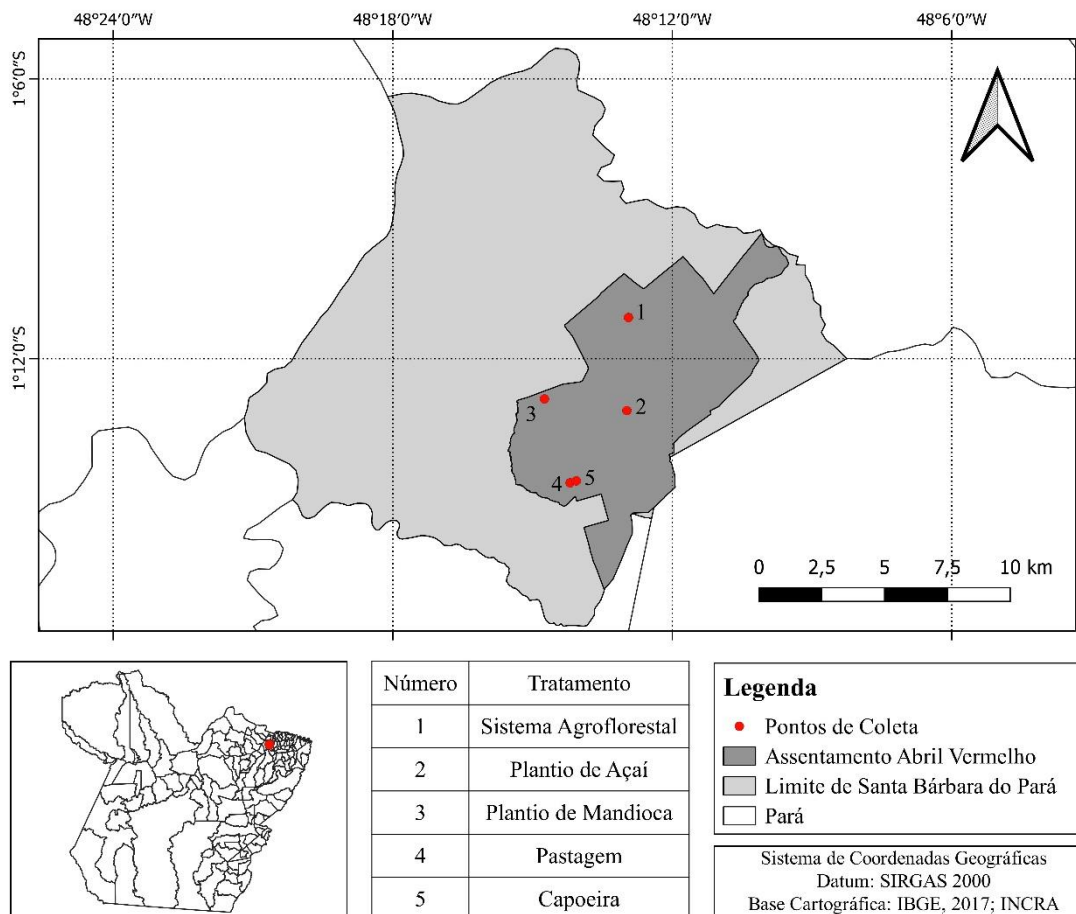 48°24'0"W 48°18'0"W 48°12'0"W 48°6'0"W
1°6'0"S
1°12'0"S
1
2
3
4 5
0 2,5 5 7,5 10 km
Número Tratamento
1 Sistema Agroflorestal
2 Plantio de Açaí
3 Plantio de Mandioca
4 Pastagem
5 Capoeira
Legenda
Pontos de Coleta
Assentamento Abril Vermelho
Limite de Santa Bárbara do Pará
Pará
Sistema de Coordenadas Geográficas
Datum: SIRGAS 2000
Base Cartográfica: IBGE, 2017; INCRA